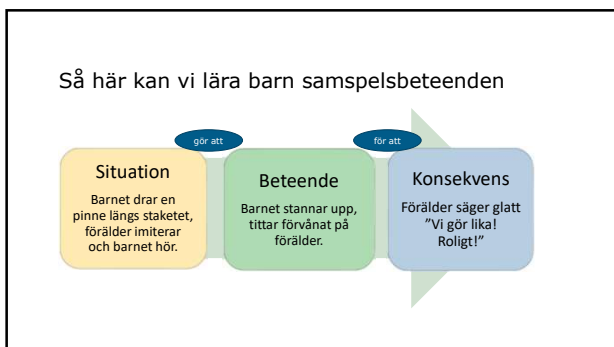 Så här kan vi lära barn samspelsbeteenden
gör att
för att
Situation
Barnet drar en
pinne längs staketet,
förälder imiterar
och barnet hör.
Beteende
Barnet stannar upp,
tittar förvånat på
förälder.
Konsekvens
Förälder säger glatt
”Vi gör lika!
Roligt!”